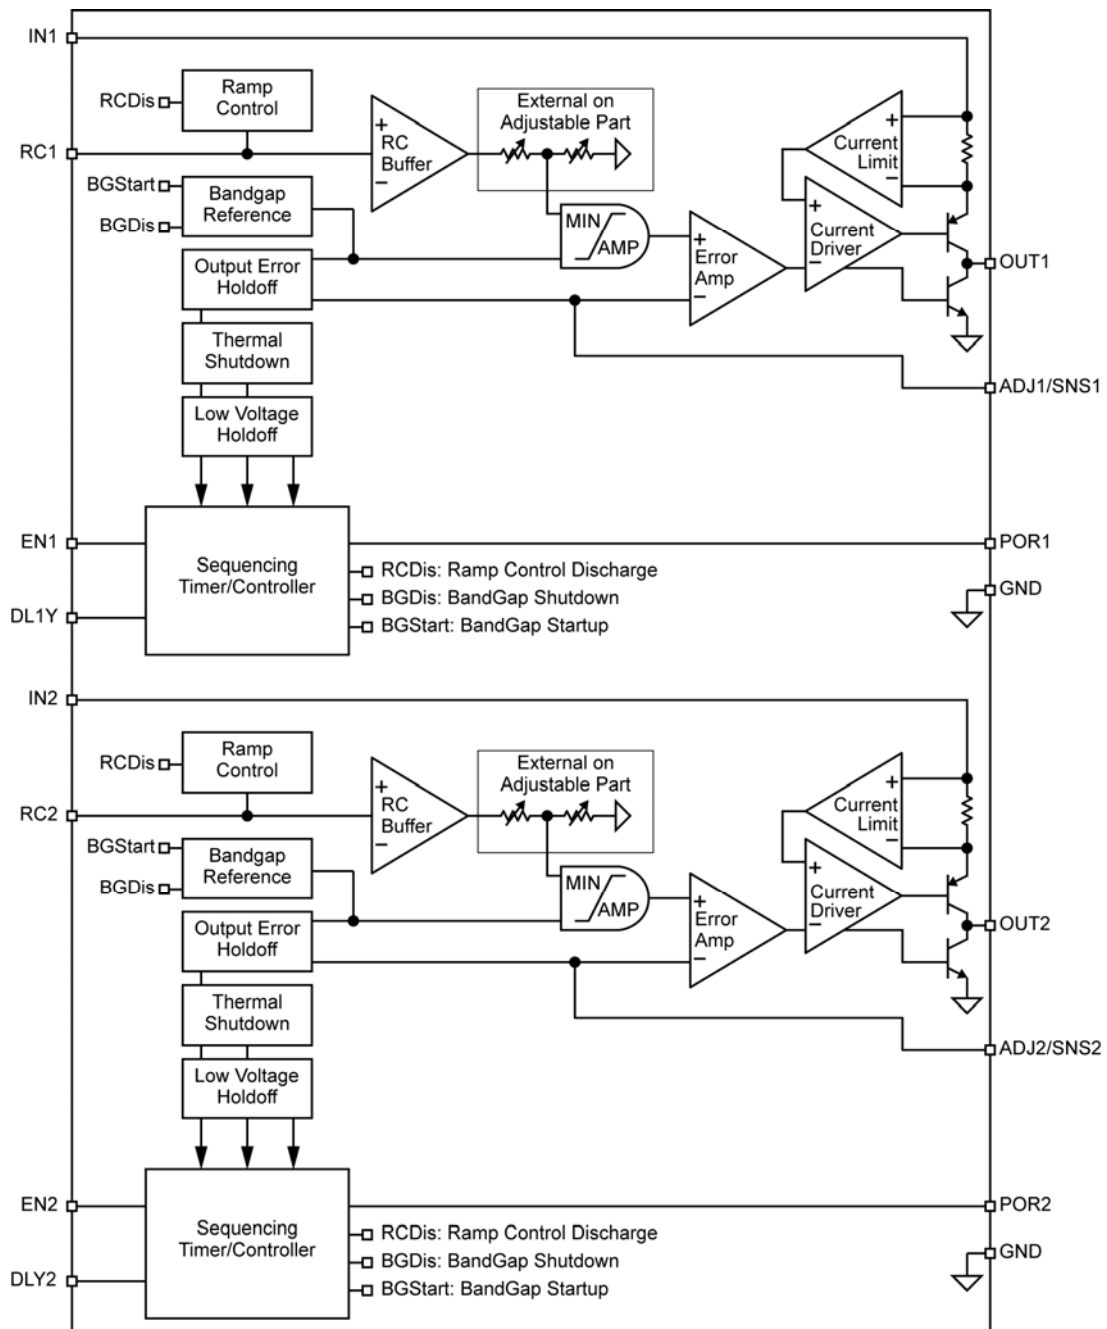 IN1
Ramp
Control
RCDis
RC1
+
RC
Buffer
−
External on
Adjustable Part
+
Current
Limit
−
BGStart
BGDis
Bandgap
Reference
MIN
AMP
+
Error
Amp
−
+
Current
Driver
−
OUT1
Output Error
Holdoff
Thermal
Shutdown
Low Voltage
Holdoff
ADJ1/SNS1
EN1
DL1Y
Sequencing
Timer/Controller
POR1
RCDis: Ramp Control Discharge
BGDis: BandGap Shutdown
BGStart: BandGap Startup
GND
IN2
Ramp
Control
RCDis
RC2
+
RC
Buffer
−
External on
Adjustable Part
+
Current
Limit
−
BGStart
BGDis
Bandgap
Reference
MIN
AMP
+
Error
Amp
−
+
Current
Driver
−
OUT2
Output Error
Holdoff
Thermal
Shutdown
Low Voltage
Holdoff
ADJ2/SNS2
EN2
DLY2
Sequencing
Timer/Controller
POR2
RCDis: Ramp Control Discharge
BGDis: BandGap Shutdown
BGStart: BandGap Startup
GND